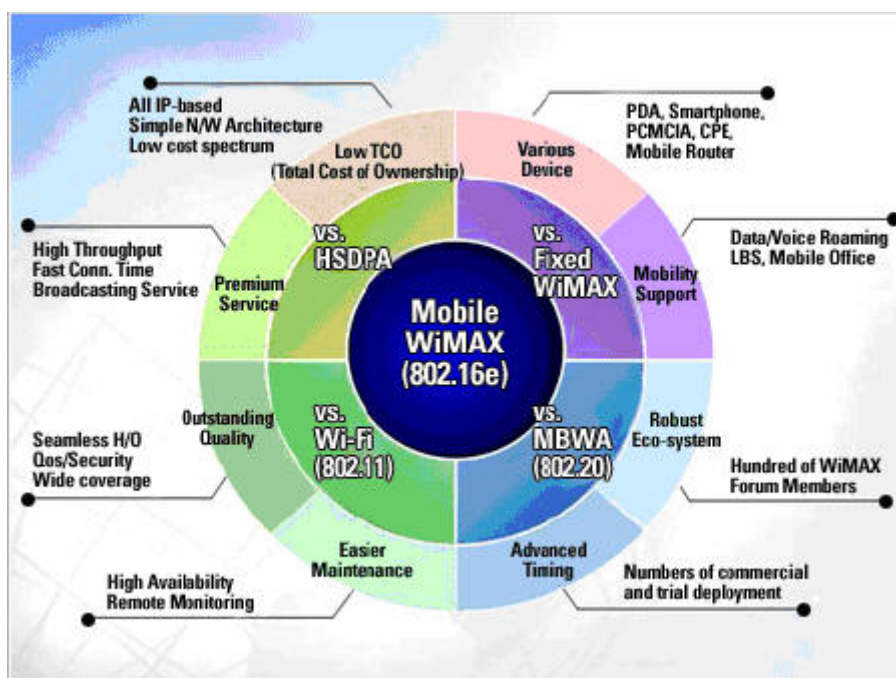 All IP-based
Simple N/W Architecture
Low cost spectrum
Low TCO
(Total Cost of Ownership)
Various
Device
PDA, Smartphone,
PCMCIA, CPE,
Mobile Router
High Throughput
Fast Conn. Time
Broadcasting Service
Premium
Service
vs.
HSDPA
vs.
Fixed
WiMAX
Mobility
Support
Data/Voice Roaming
LBS, Mobile Office
Mobile
WiMAX
(802.16e)
Seamless H/O
Qos/Security
Wide coverage
Outstanding
Quality
vs.
Wi-Fi
(802.11)
vs.
MBWA
(802.20)
Robust
Eco-system
Hundred of WiMAX
Forum Members
High Availability
Remote Monitoring
Easier
Maintenance
Advanced
Timing
Numbers of commercial
and trial deployment